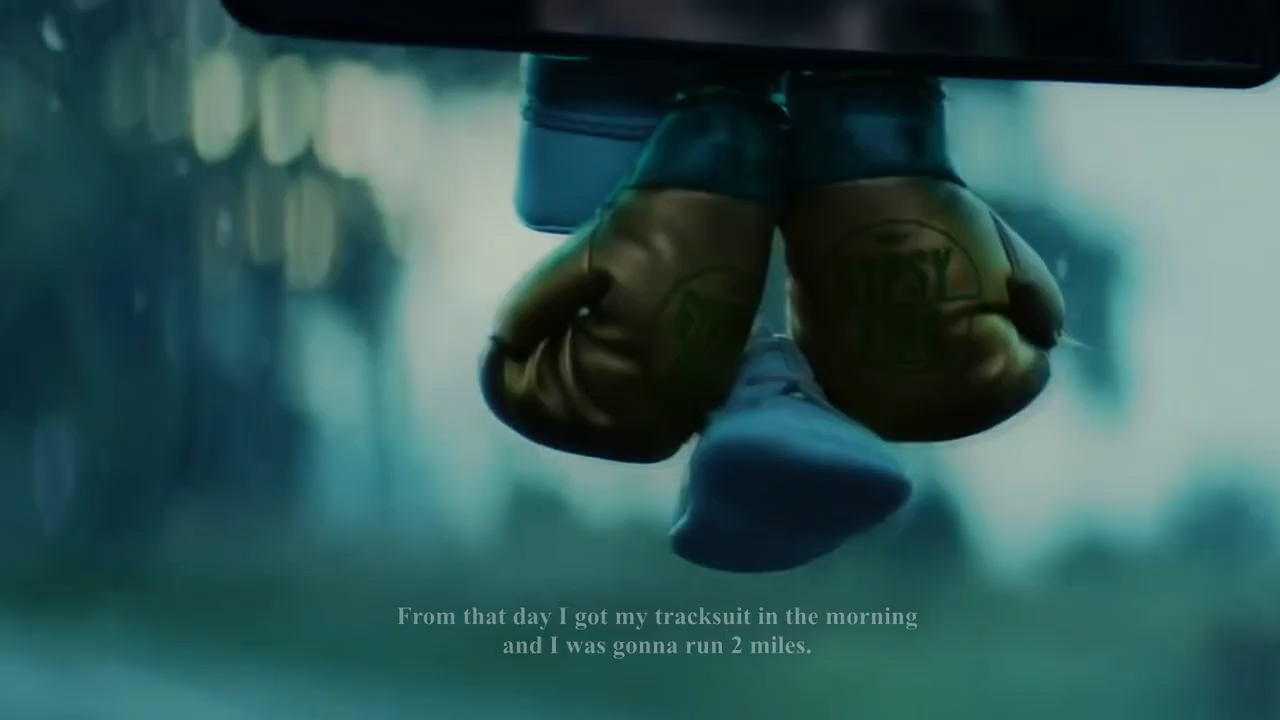 From that day I got my tracksuit in the morning
and I was gonna run 2 miles.